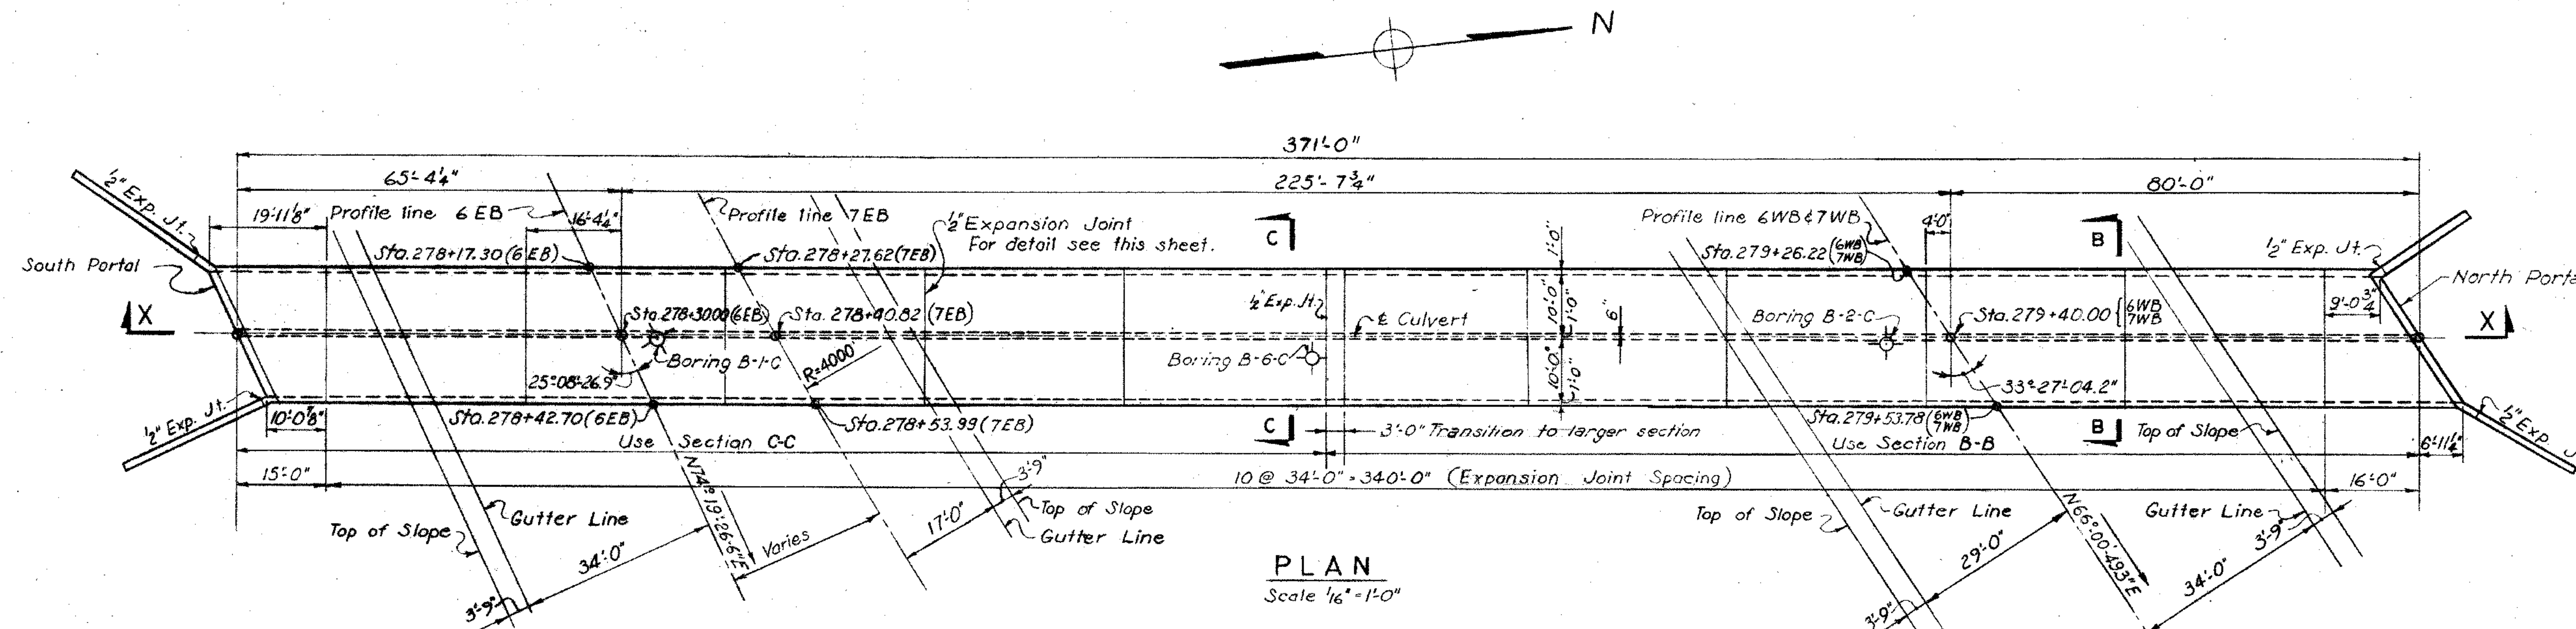 N
371'-0"
65'-4¼"
225'-7¾"
80'-0"
½" Exp. Jt.
19'-11⅛"
Profile line 6 EB
16'-4¼"
Profile line 7 EB
½" Expansion Joint
For detail see this sheet.
C
Profile line 6WB & 7WB
4'-0"
B
½" Exp. Jt.
South Portal
Sta. 278+17.30 (6EB)
Sta. 278+27.62 (7EB)
Sta. 279+26.22 (6WB
7WB)
1'-0"
North
9'-0¾"
X
Sta. 278+30.00 (6EB)
Sta. 278+40.82 (7EB)
½" Exp. Jt.
℄ Culvert
10'-0"
1'-0"
6"
Boring B-2-C
Sta. 279+40.00 {6WB
7WB
X
Boring B-1-C
Boring B-6-C
R=4000'
25°-08'-26.9"
10'-0"
1'-0"
33°-27'-04.2"
½" Exp. Jt.
10'-0⅞"
Sta. 278+42.70 (6EB)
Sta. 278+53.99 (7EB)
Sta. 279+53.78 (6WB
7WB)
½" Exp.
Use Section C-C
C
3'-0" Transition to larger section
Use Section B-B
B
Top of Slope
6'-11¼"
15'-0"
10 @ 34'-0" = 340'-0" (Expansion Joint Spacing)
16'-0"
N74°19'-26.6"E
3'-9"
Top of Slope
Gutter Line
Top of Slope
34'-0"
Varies
17'-0"
Gutter Line
3'-9"
Top of Slope
Gutter Line
29'-0"
N66°-00'-49.3"E
Gutter Line
3'-9"
34'-0"
3'-9"
PLAN
Scale 1/16" = 1'-0"